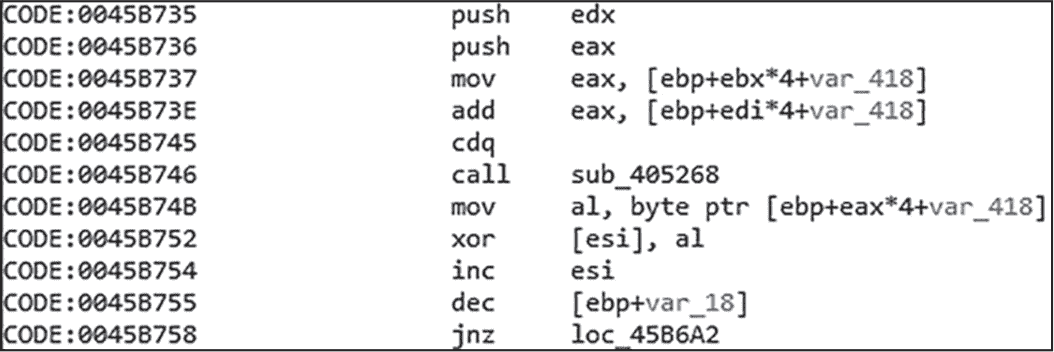 CODE:0045B735 push edx
CODE:0045B736 push eax
CODE:0045B737 mov eax, [ebp+ebx*4+var_418]
CODE:0045B73E add eax, [ebp+edi*4+var_418]
CODE:0045B745 cdq
CODE:0045B746 call sub_405268
CODE:0045B74B mov al, byte ptr [ebp+eax*4+var_418]
CODE:0045B752 xor [esi], al
CODE:0045B754 inc esi
CODE:0045B755 dec [ebp+var_18]
CODE:0045B758 jnz loc_45B6A2